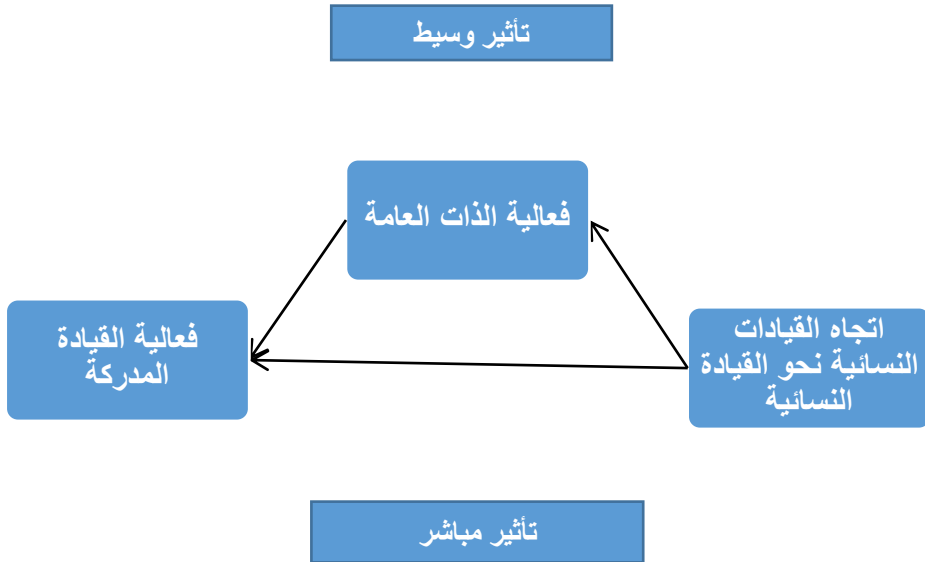 تأثير وسيط
فعالية الذات العامة
اتجاه القيادات
النسائية نحو القيادة
النسائية
فعالية القيادة
المدركة
تأثير مباشر